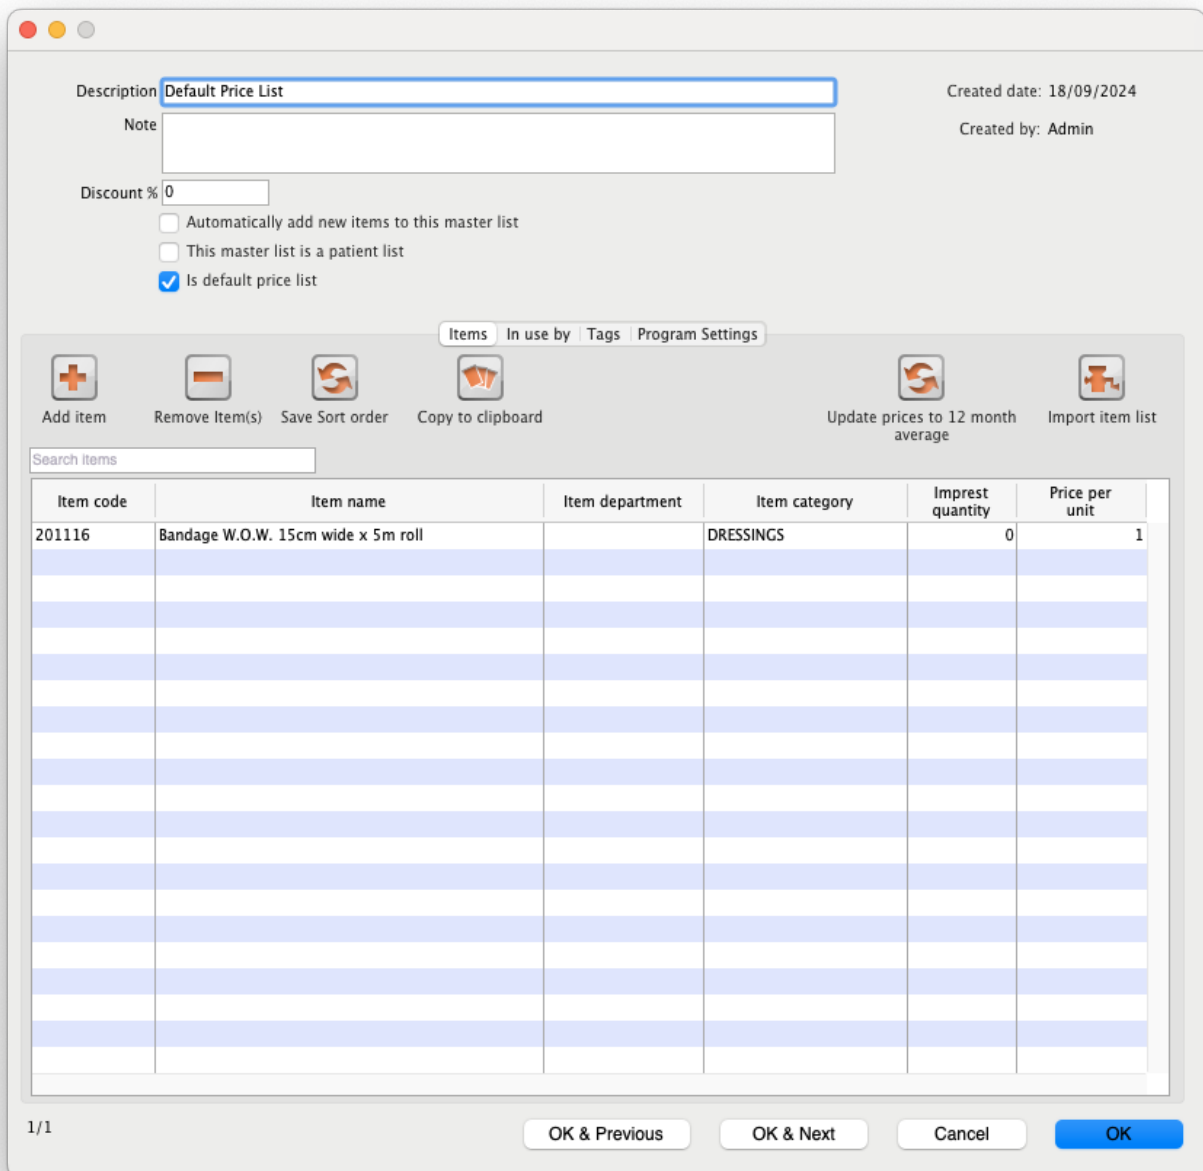 Description Default Price List Created date: 18/09/2024
Note Created by: Admin
Discount % 0
Automatically add new items to this master list
This master list is a patient list
Is default price list
Items In use by Tags Program Settings
Add item Remove Item(s) Save Sort order Copy to clipboard Update prices to 12 month average Import item list
Search items
Item code Item name Item department Item category Imprest quantity Price per unit
201116 Bandage W.O.W. 15cm wide x 5m roll DRESSINGS 0 1
1/1 OK & Previous OK & Next Cancel OK